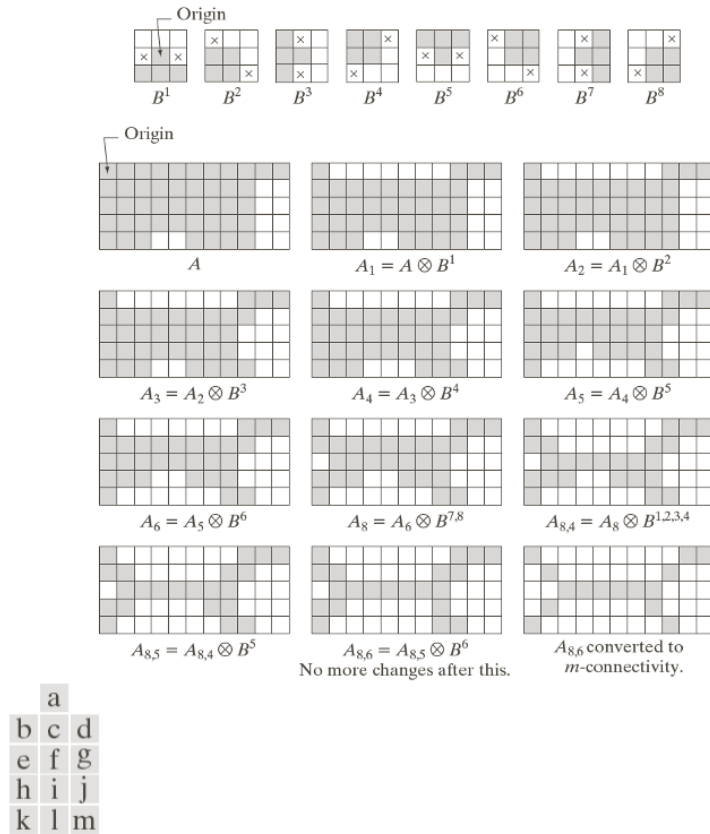 Origin
× × × × × × × × × × × × × × × ×
B¹ B² B³ B⁴ B⁵ B⁶ B⁷ B⁸
Origin
A A₁ = A ⊗ B¹ A₂ = A₁ ⊗ B²
A₃ = A₂ ⊗ B³ A₄ = A₃ ⊗ B⁴ A₅ = A₄ ⊗ B⁵
A₆ = A₅ ⊗ B⁶ A₈ = A₆ ⊗ B⁷,⁸ A₈,₄ = A₈ ⊗ B¹,²,³,⁴
A₈,₅ = A₈,₄ ⊗ B⁵ A₈,₆ = A₈,₅ ⊗ B⁶ A₈,₆ converted to
No more changes after this. m-connectivity.
a
b c d
e f g
h i j
k l m